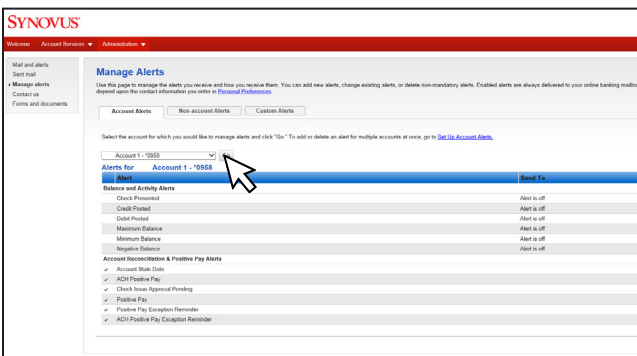 SYNOVUS
Welcome Account Services Administration
Mail and alerts
Sent mail
Manage alerts
Contact us
Forms and documents
Manage Alerts
Use this page to manage the alerts you receive and how you receive them. You can add new alerts, change existing alerts, or delete non-mandatory alerts. Enabled alerts are always delivered to your online banking mailbo
depend upon the contact information you enter in Personal Preferences
Account Alerts Non-account Alerts Custom Alerts
Select the account for which you would like to manage alerts and click "Go." To add or delete an alert for multiple accounts at once, go to Set Up Account Alerts.
Account 1 - *0958
Alerts for Account 1 - *0958
Alert Send To
Balance and Activity Alerts
Check Presented Alert is off
Credit Posted Alert is off
Debit Posted Alert is off
Maximum Balance Alert is off
Minimum Balance Alert is off
Negative Balance Alert is off
Account Reconciliation & Positive Pay Alerts
Account Stale Date
ACH Positive Pay
Check Issue Approval Pending
Positive Pay
Positive Pay Exception Reminder
ACH Positive Pay Exception Reminder